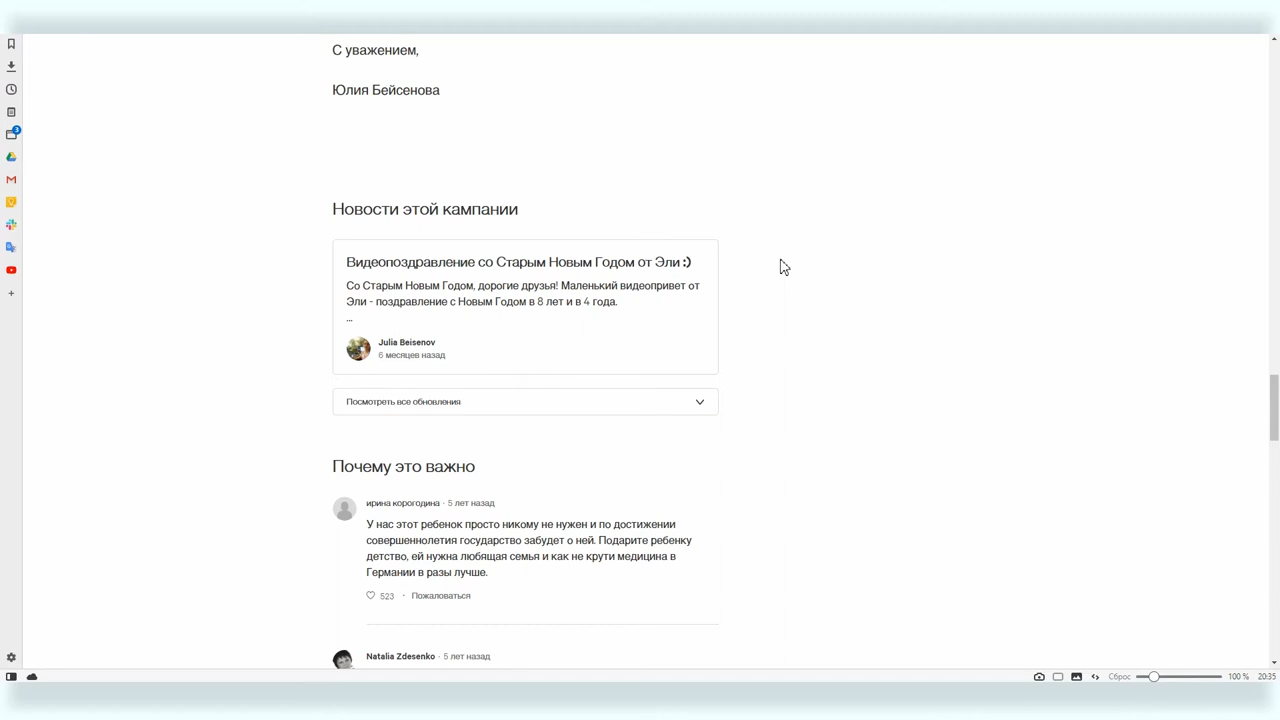 С уважением,
Юлия Бейсенова
3
Новости этой кампании
Видеопоздравление со Старым Новым Годом от Эли :)
Со Старым Новым Годом, дорогие друзья! Маленький видеопривет от
Эли - поздравление с Новым Годом в 8 лет и в 4 года.
...
Julia Beisenov
6 месяцев назад
Посмотреть все обновления
Почему это важно
ирина корогодина · 5 лет назад
У нас этот ребенок просто никому не нужен и по достижении
совершеннолетия государство забудет о ней. Подарите ребенку
детство, ей нужна любящая семья и как не крути медицина в
Германии в разы лучше.
523 · Пожаловаться
Natalia Zdesenko · 5 лет назад
Сброс 100 % 20:35